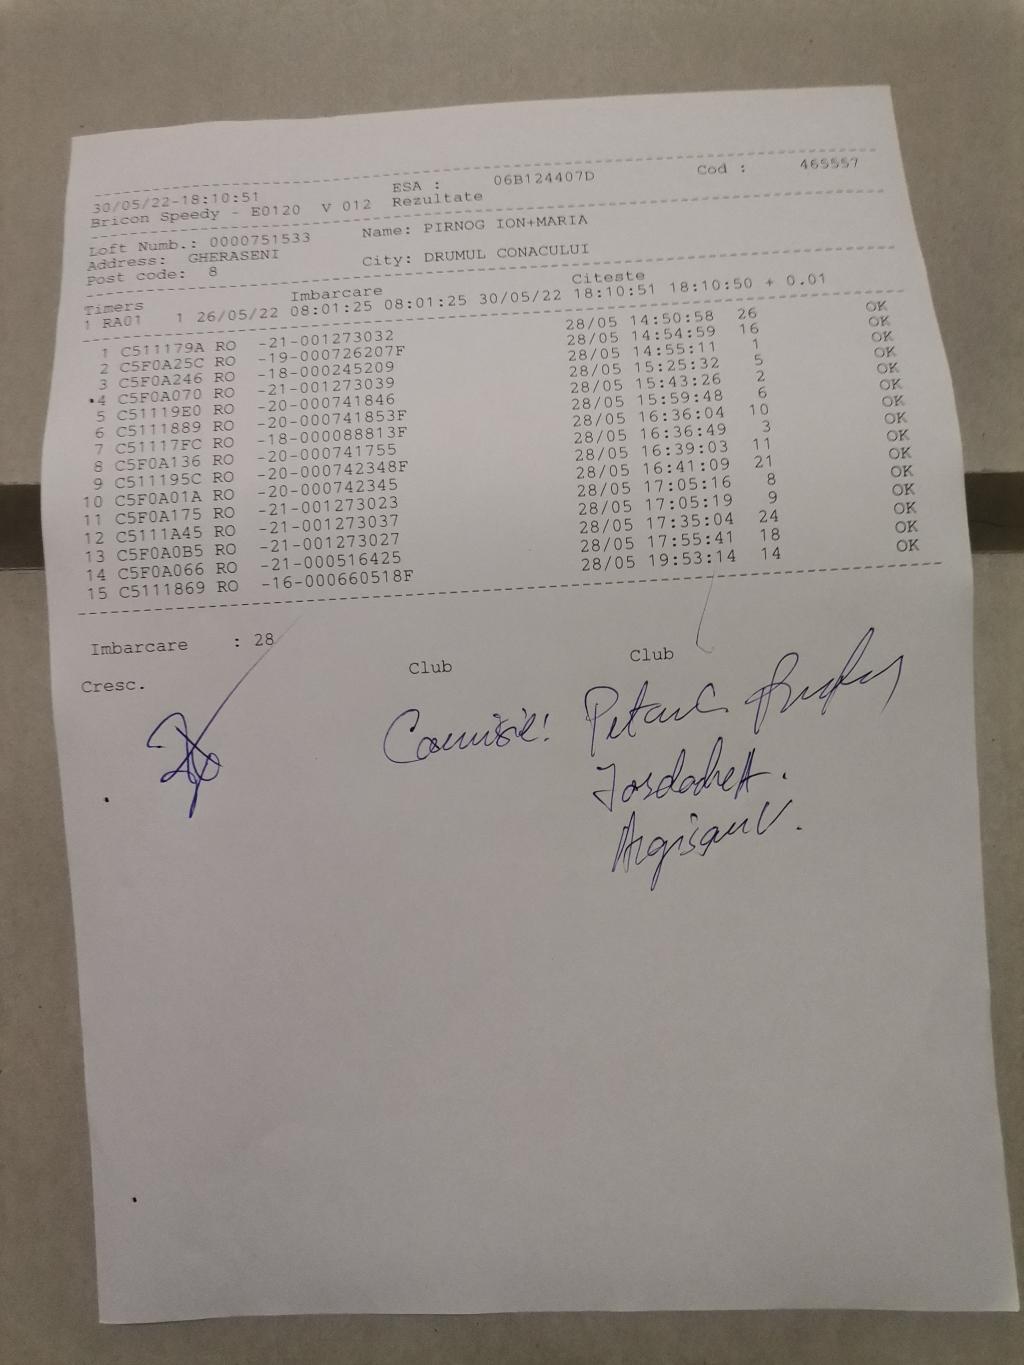 30/05/22-18:10:51 ESA : 06B124407D Cod : 465557
Bricon Speedy - E0120 V 012 Rezultate
Loft Numb.: 0000751533 Name: PIRNOG ION+MARIA
Address: GHERASENI
Post code: 8 City: DRUMUL CONACULUI
Timers Imbarcare Citeste
1 RA01 1 26/05/22 08:01:25 08:01:25 30/05/22 18:10:51 18:10:50 + 0.01
1 C511179A RO -21-001273032 28/05 14:50:58 26 OK
2 C5F0A25C RO -19-000726207F 28/05 14:54:59 16 OK
3 C5F0A246 RO -18-000245209 28/05 14:55:11 1 OK
4 C5F0A070 RO -21-001273039 28/05 15:25:32 5 OK
5 C51119E0 RO -20-000741846 28/05 15:43:26 2 OK
6 C5111889 RO -20-000741853F 28/05 15:59:48 6 OK
7 C51117FC RO -18-000088813F 28/05 16:36:04 10 OK
8 C5F0A136 RO -20-000741755 28/05 16:36:49 3 OK
9 C511195C RO -20-000742348F 28/05 16:39:03 11 OK
10 C5F0A01A RO -20-000742345 28/05 16:41:09 21 OK
11 C5F0A175 RO -21-001273023 28/05 17:05:16 8 OK
12 C5111A45 RO -21-001273037 28/05 17:05:19 9 OK
13 C5F0A0B5 RO -21-001273027 28/05 17:35:04 24 OK
14 C5F0A066 RO -21-000516425 28/05 17:55:41 18 OK
15 C5111869 RO -16-000660518F 28/05 19:53:14 14 OK
Imbarcare : 28
Cresc. Club Club
Comisie: